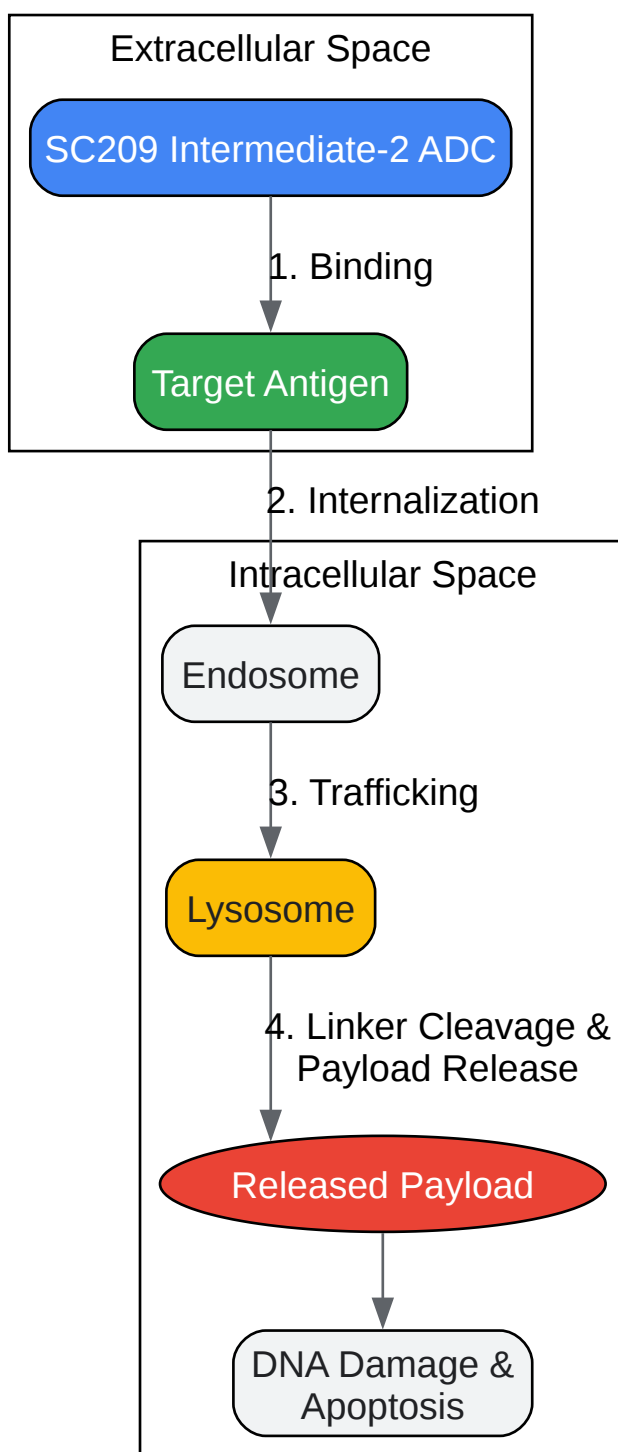 Extracellular Space
SC209 Intermediate-2 ADC
1. Binding
Target Antigen
2. Internalization
Intracellular Space
Endosome
3. Trafficking
Lysosome
4. Linker Cleavage &
Payload Release
Released Payload
DNA Damage &
Apoptosis